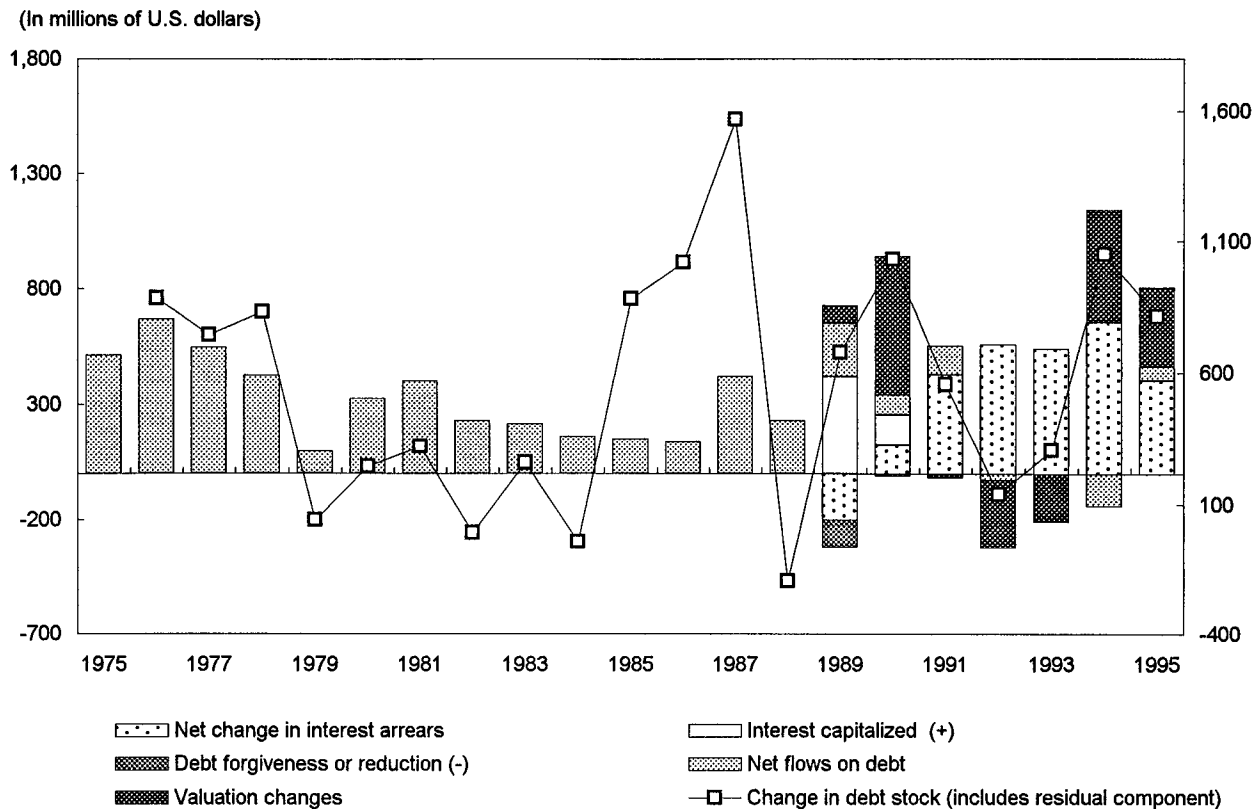 (In millions of U.S. dollars)
1,800
1,300
800
300
-200
-700
1,600
1,100
600
100
-400
1975 1977 1978 1979 1981 1983 1985 1987 1989 1991 1993 1995
Net change in interest arrears
Interest capitalized (+)
Debt forgiveness or reduction (-)
Net flows on debt
Valuation changes
Change in debt stock (includes residual component)